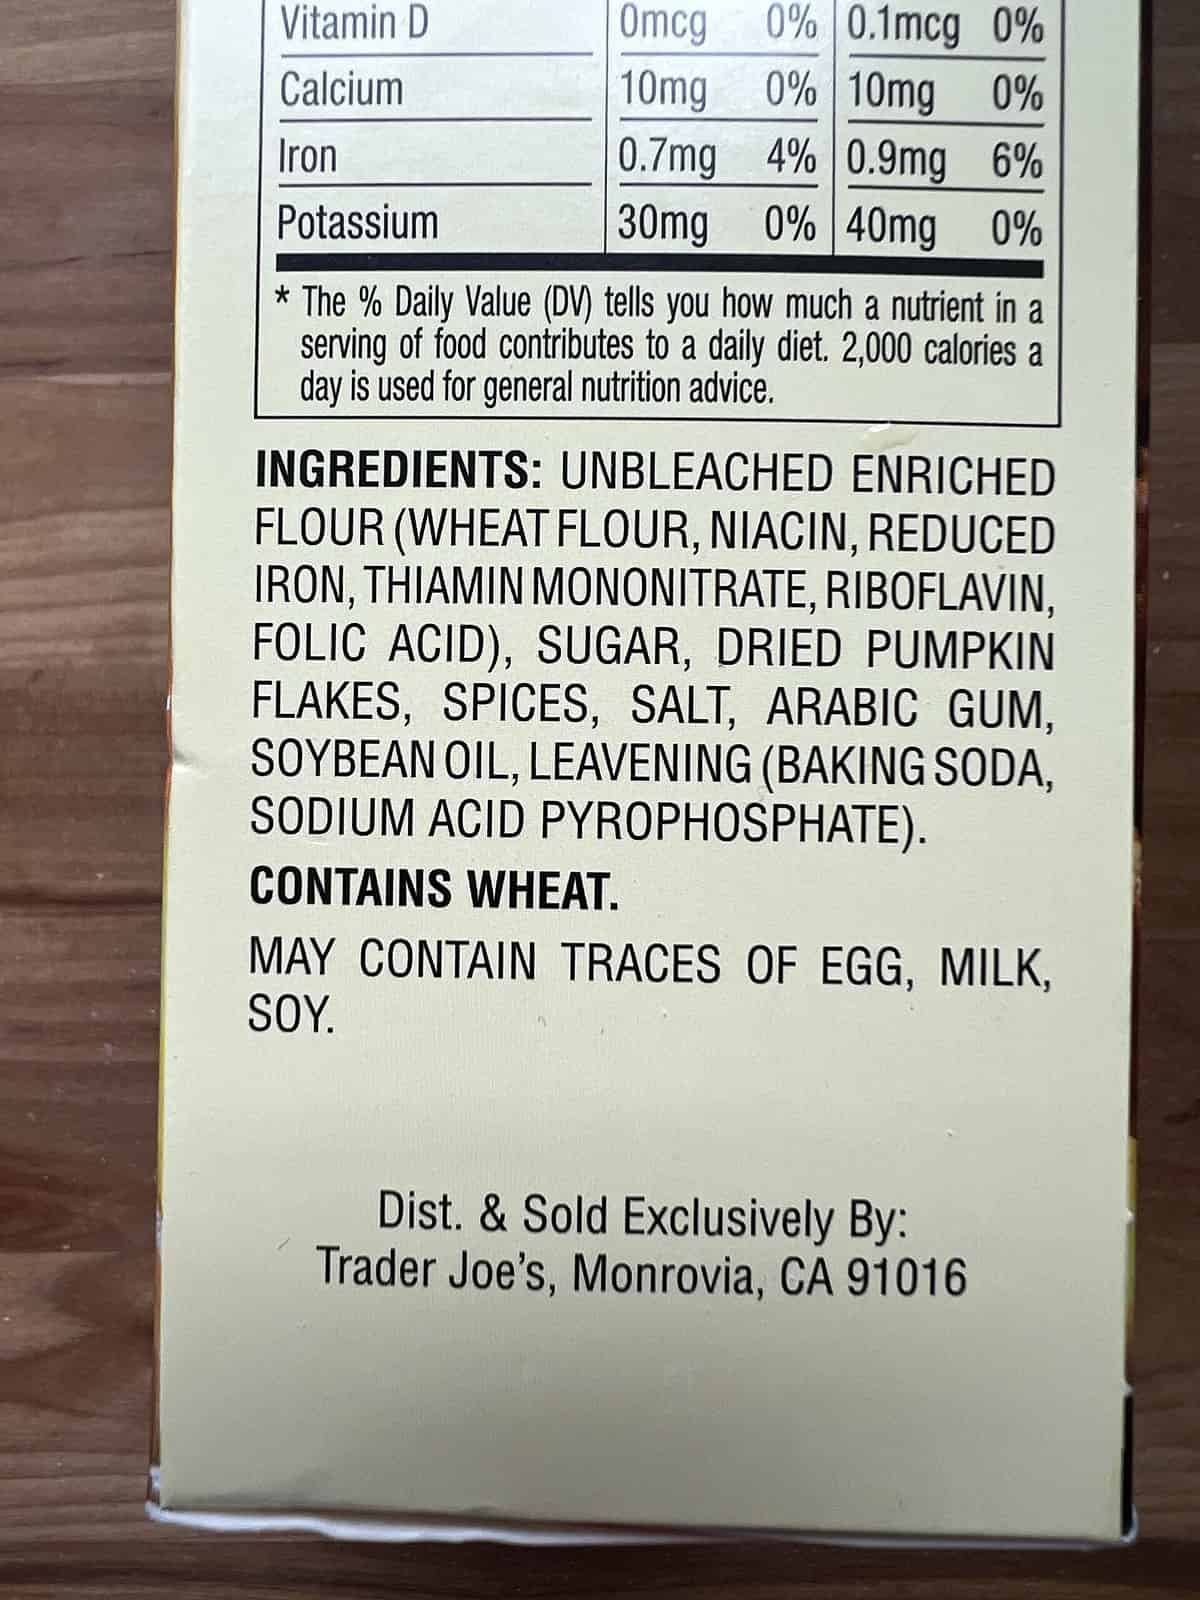 Vitamin D 0mcg 0% 0.1mcg 0%
Calcium 10mg 0% 10mg 0%
Iron 0.7mg 4% 0.9mg 6%
Potassium 30mg 0% 40mg 0%
* The % Daily Value (DV) tells you how much a nutrient in a
serving of food contributes to a daily diet. 2,000 calories a
day is used for general nutrition advice.
INGREDIENTS: UNBLEACHED ENRICHED
FLOUR (WHEAT FLOUR, NIACIN, REDUCED
IRON, THIAMIN MONONITRATE, RIBOFLAVIN,
FOLIC ACID), SUGAR, DRIED PUMPKIN
FLAKES, SPICES, SALT, ARABIC GUM,
SOYBEAN OIL, LEAVENING (BAKING SODA,
SODIUM ACID PYROPHOSPHATE).
CONTAINS WHEAT.
MAY CONTAIN TRACES OF EGG, MILK,
SOY.
Dist. & Sold Exclusively By:
Trader Joe's, Monrovia, CA 91016